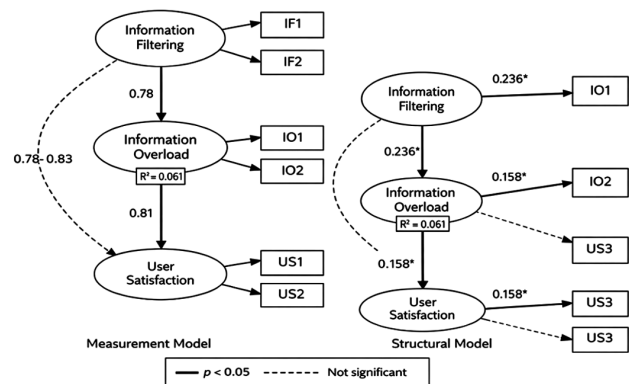 Information
Filtering
IF1
IF2
0.78
0.78- 0.83
Information
Overload
R² = 0.061
IO1
IO2
0.81
User
Satisfaction
US1
US2
Measurement Model
Information
Filtering
0.236*
IO1
0.236*
Information
Overload
R² = 0.061
0.158*
IO2
US3
0.158*
User
Satisfaction
0.158*
US3
US3
Structural Model
p < 0.05
Not significant